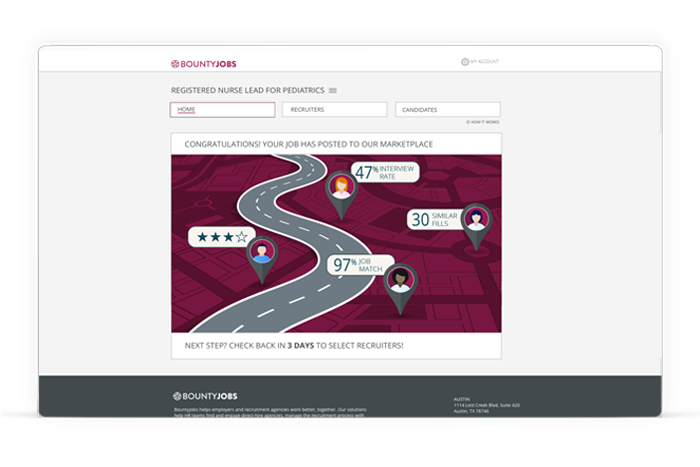 BOUNTYJOBS
MY ACCOUNT
REGISTERED NURSE LEAD FOR PEDIATRICS
HOME
RECRUITERS
CANDIDATES
HOW IT WORKS
CONGRATULATIONS! YOUR JOB HAS POSTED TO OUR MARKETPLACE
47% INTERVIEW
RATE
30 SIMILAR
FILLS
97% JOB
MATCH
NEXT STEP? CHECK BACK IN 3 DAYS TO SELECT RECRUITERS!
BOUNTYJOBS
BountyJobs helps employers and recruitment agencies work better, together. Our solutions
help HR teams find and engage direct-hire agencies, manage the recruitment process with
AUSTIN
1114 Lost Creek Blvd, Suite 420
Austin, TX 78746